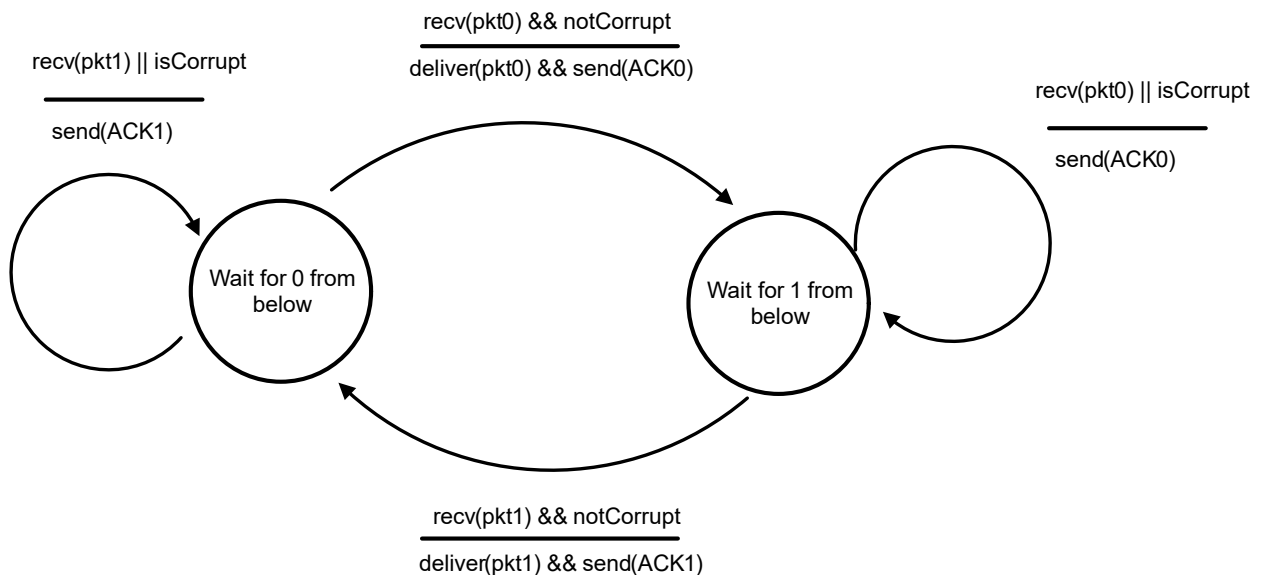 recv(pkt0) && notCorrupt
deliver(pkt0) && send(ACK0)
recv(pkt1) || isCorrupt
send(ACK1)
recv(pkt0) || isCorrupt
send(ACK0)
Wait for 0 from
below
Wait for 1 from
below
recv(pkt1) && notCorrupt
deliver(pkt1) && send(ACK1)